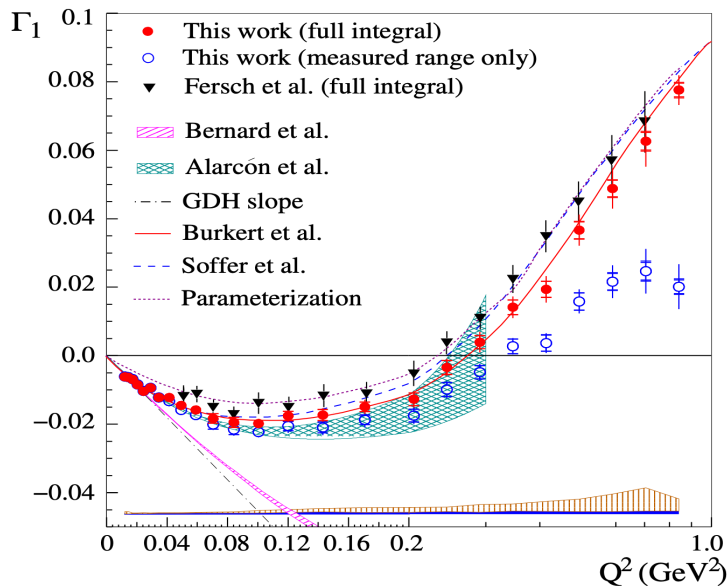 Γ₁
This work (full integral)
This work (measured range only)
Fersch et al. (full integral)
Bernard et al.
Alarcón et al.
GDH slope
Burkert et al.
Soffer et al.
Parameterization
0.1
0.08
0.06
0.04
0.02
0.0
−0.02
−0.04
0 0.04 0.08 0.12 0.16 0.2 1.0
Q² (GeV²)